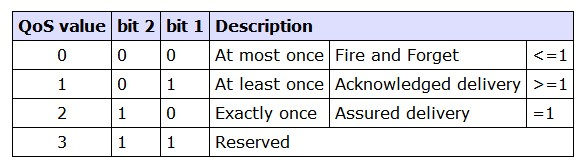 QoS value bit 2 bit 1 Description
0 0 0 At most once Fire and Forget <=1
1 0 1 At least once Acknowledged delivery >=1
2 1 0 Exactly once Assured delivery =1
3 1 1 Reserved